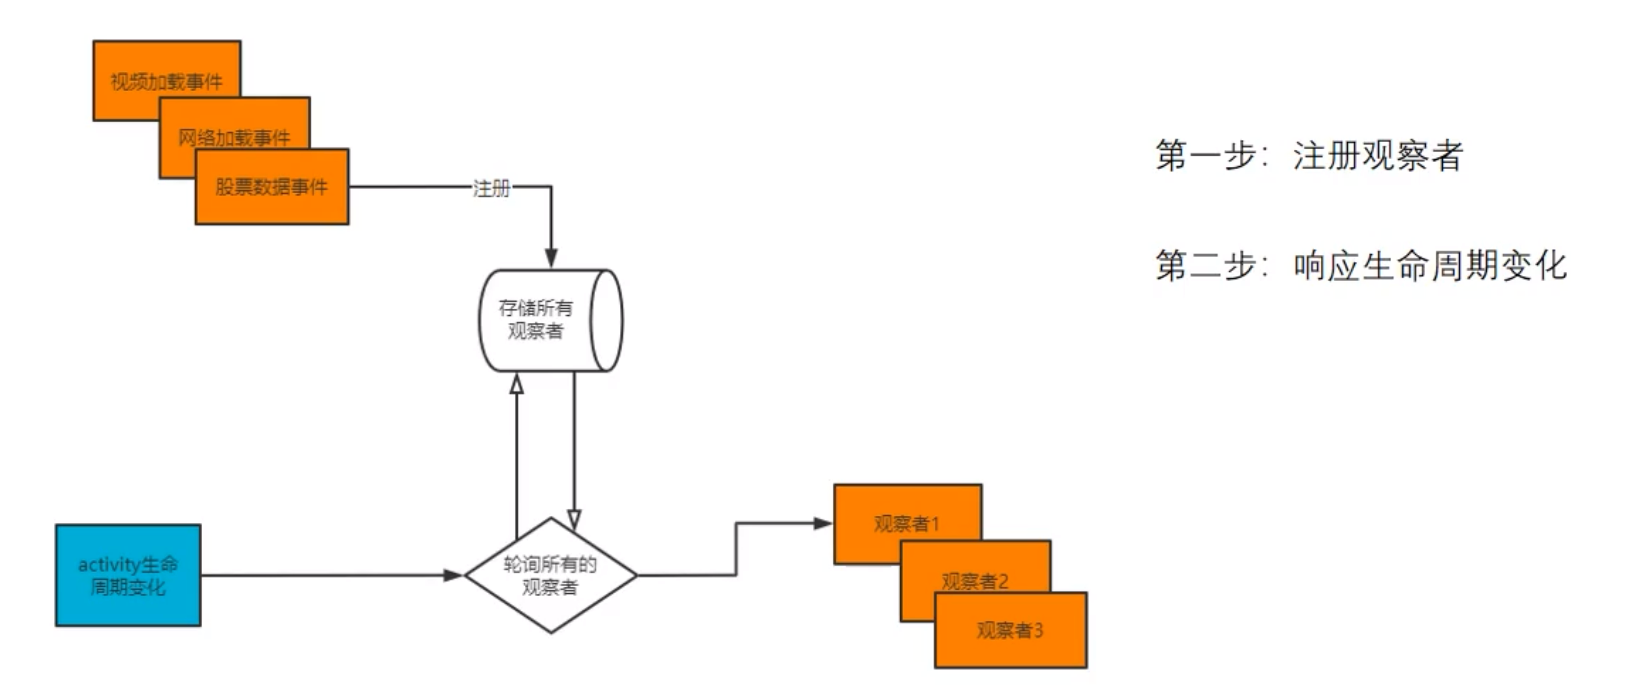 视频加载事件
网络加载事件
股票数据事件
注册
第一步：注册观察者
第二步：响应生命周期变化
存储所有
观察者
activity生命
周期变化
轮询所有的
观察者
观察者1
观察者2
观察者3